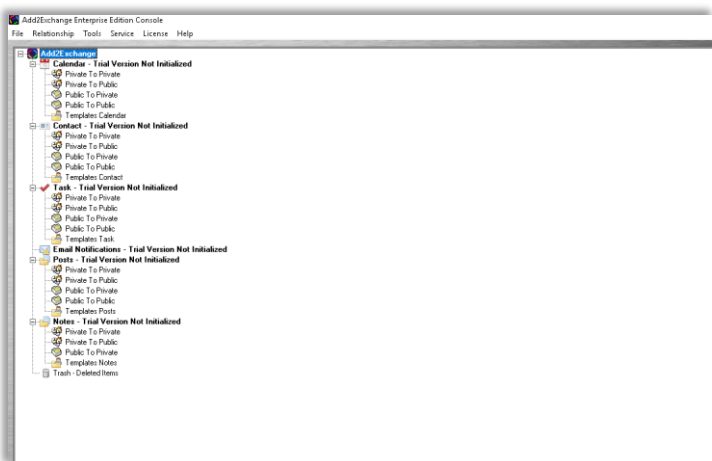 Add2Exchange Enterprise Edition Console
File Relationship Tools Service License Help
Add2Exchange
Calendar - Trial Version Not Initialized
Private To Private
Private To Public
Public To Private
Public To Public
Templates Calendar
Contact - Trial Version Not Initialized
Private To Private
Private To Public
Public To Private
Public To Public
Templates Contact
Task - Trial Version Not Initialized
Private To Private
Private To Public
Public To Private
Public To Public
Templates Task
Email Notifications - Trial Version Not Initialized
Posts - Trial Version Not Initialized
Private To Private
Private To Public
Public To Private
Public To Public
Templates Posts
Notes - Trial Version Not Initialized
Private To Private
Private To Public
Public To Private
Templates Notes
Trash - Deleted Items